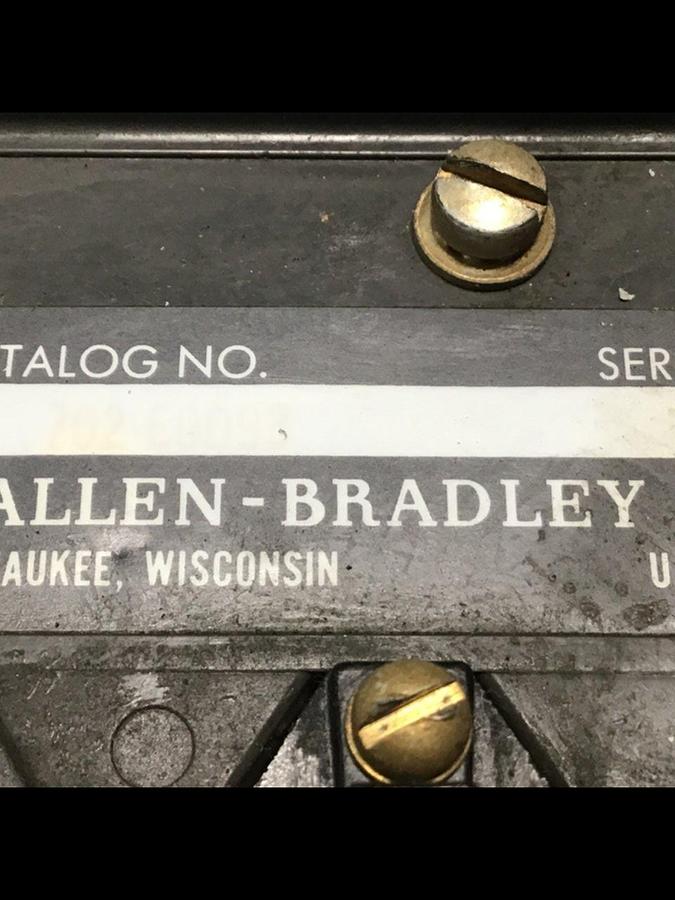 TALOG NO. SER
ALLEN-BRADLEY
AUKEE, WISCONSIN U